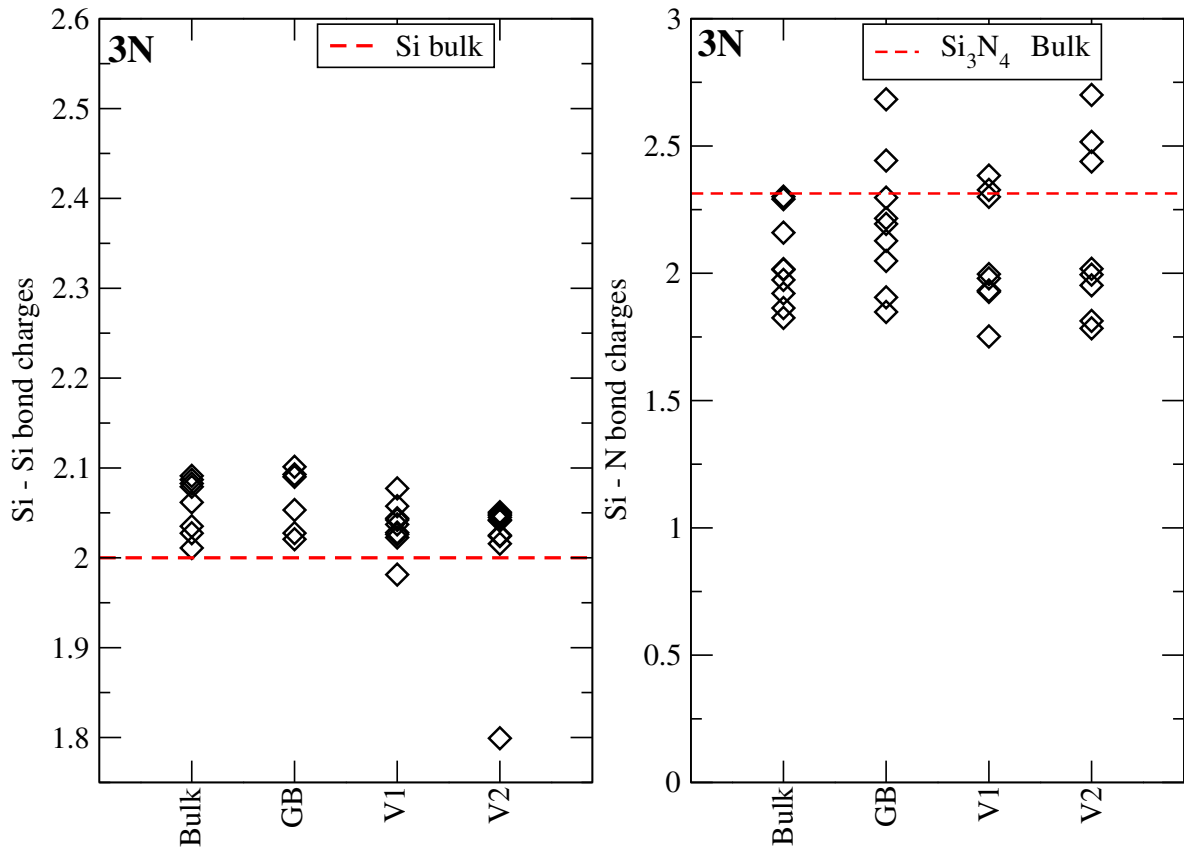 3N
Si bulk
2.6
2.5
2.4
2.3
2.2
2.1
2
1.9
1.8
Si - Si bond charges
Bulk
GB
V1
V2
3N
Si₃N₄ Bulk
3
2.5
2
1.5
1
0.5
0
Si - N bond charges
Bulk
GB
V1
V2